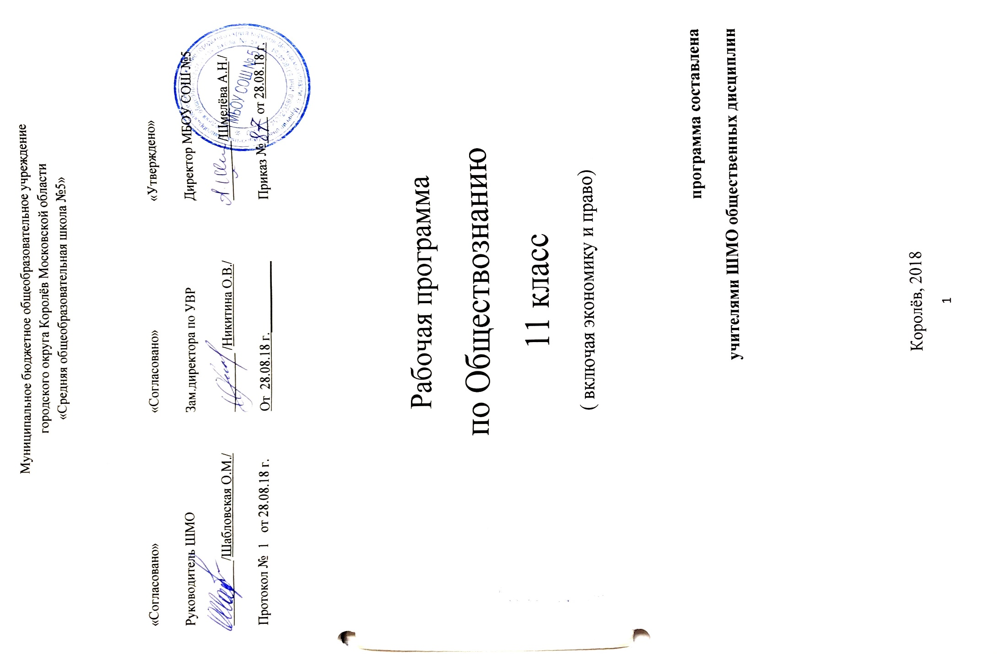 Муниципальное бюджетное общеобразовательное учреждение
городского округа Королёв Московской области
«Средняя общеобразовательная школа №5»
«Согласовано»
Руководитель ШМО
/Шабловская О.М./
Протокол № 1 от 28.08.18 г.
«Согласовано»
Зам.директора по УВР
/Никитина О.В./
От 28.08.18 г.
«Утверждено»
Директор МБОУ СОШ №5
/Шмелёва А.Н./
Приказ № 87 от 28.08.18 г.
МБОУ СОШ № 5
Рабочая программа
по Обществознанию
11 класс
( включая экономику и право)
программа составлена
учителями ШМО общественных дисциплин
Королёв, 2018
1